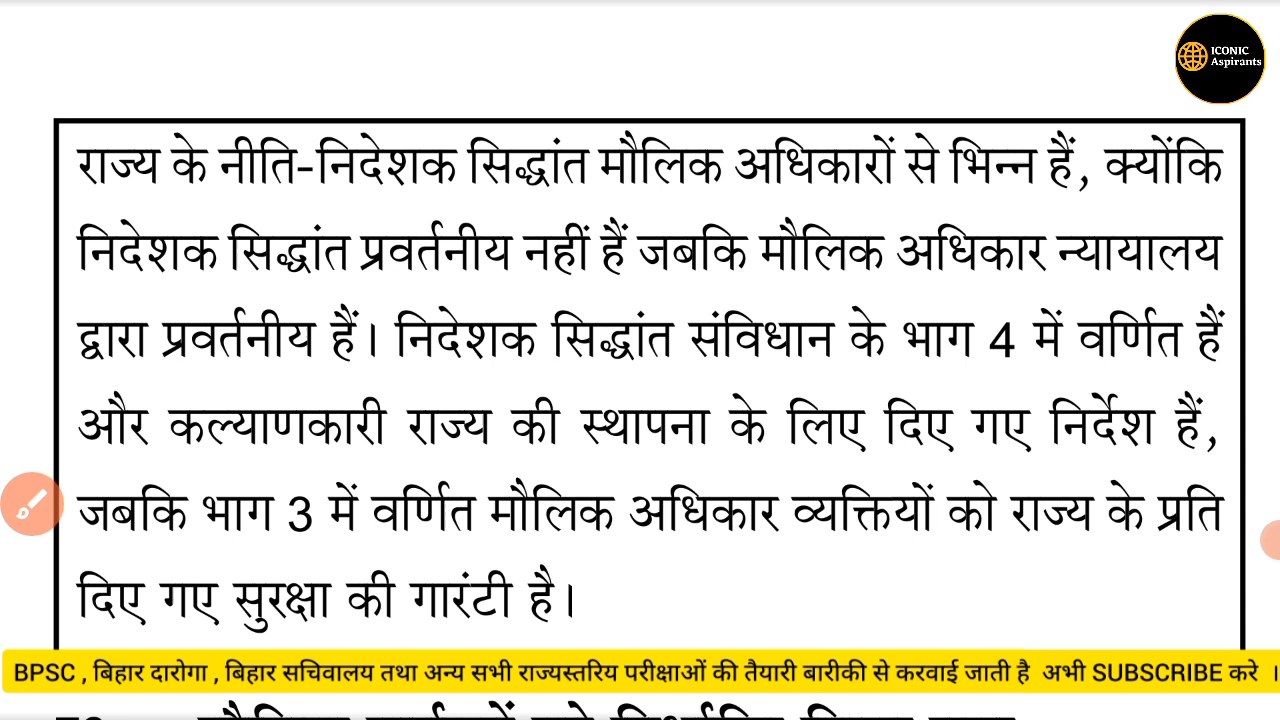 ICONIC
Aspirants
राज्य के नीति-निदेशक सिद्धांत मौलिक अधिकारों से भिन्न हैं, क्योंकि
निदेशक सिद्धांत प्रवर्तनीय नहीं हैं जबकि मौलिक अधिकार न्यायालय
द्वारा प्रवर्तनीय हैं। निदेशक सिद्धांत संविधान के भाग 4 में वर्णित हैं
और कल्याणकारी राज्य की स्थापना के लिए दिए गए निर्देश हैं,
जबकि भाग 3 में वर्णित मौलिक अधिकार व्यक्तियों को राज्य के प्रति
दिए गए सुरक्षा की गारंटी है।
BPSC , बिहार दारोगा , बिहार सचिवालय तथा अन्य सभी राज्यस्तरिय परीक्षाओं की तैयारी बारीकी से करवाई जाती है अभी SUBSCRIBE करे ।